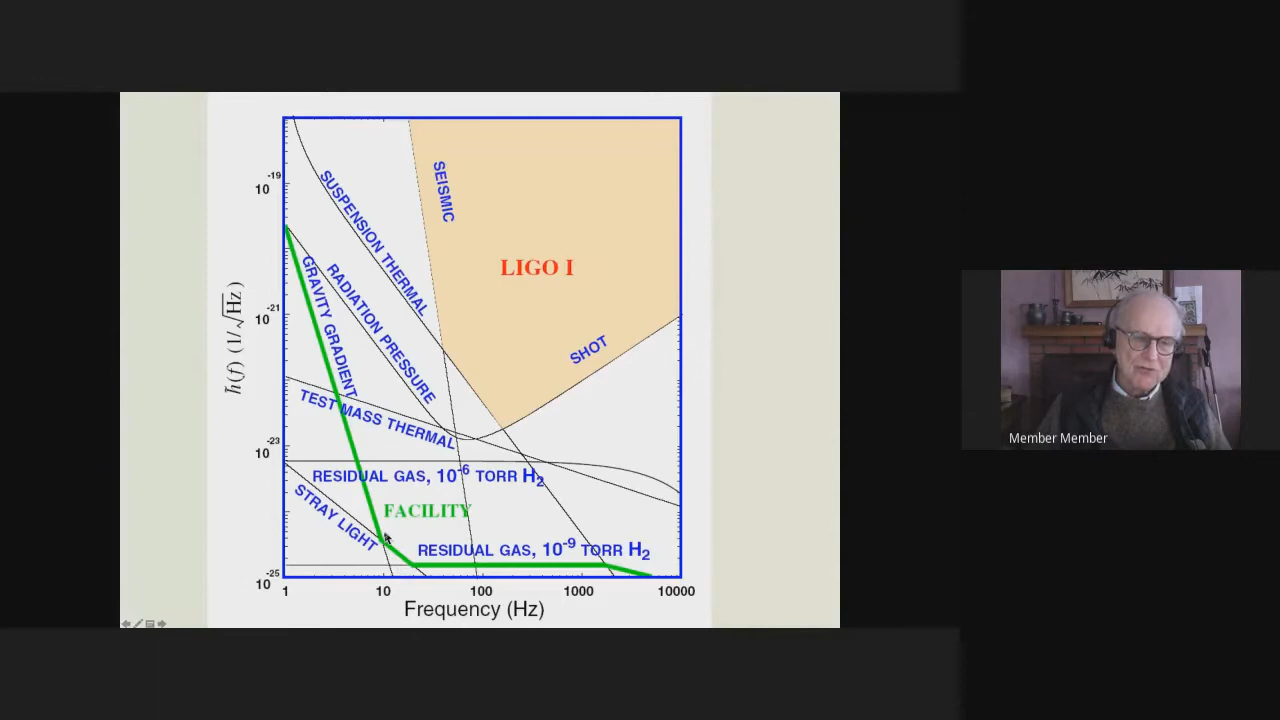 10-19
10-21
10-23
10-25
h(f) (1/√Hz)
SUSPENSION THERMAL
SEISMIC
LIGO I
GRAVITY GRADIENT
RADIATION PRESSURE
SHOT
TEST MASS THERMAL
RESIDUAL GAS, 10-6 TORR H2
STRAY LIGHT
FACILITY
RESIDUAL GAS, 10-9 TORR H2
1 10 100 1000 10000
Frequency (Hz)
Member Member